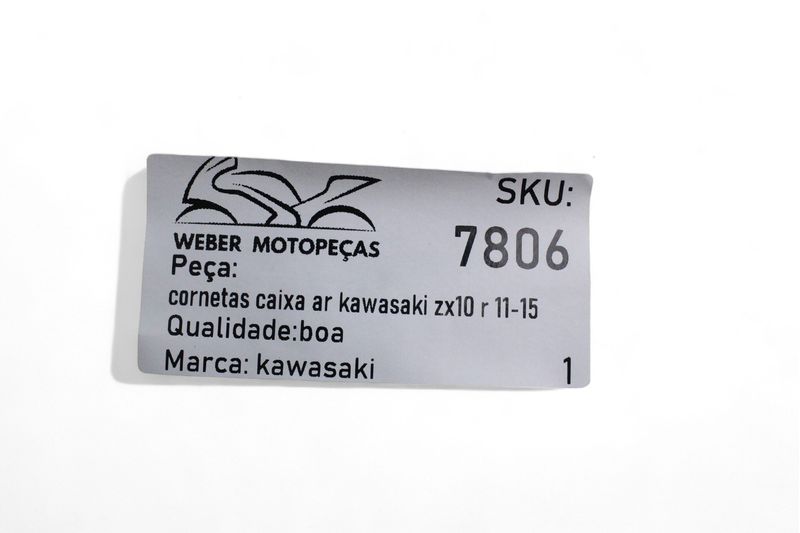 WEBER MOTOPEÇAS
SKU:
7806
Peça:
cornetas caixa ar kawasaki zx10 r 11-15
Qualidade:boa
Marca: kawasaki
1